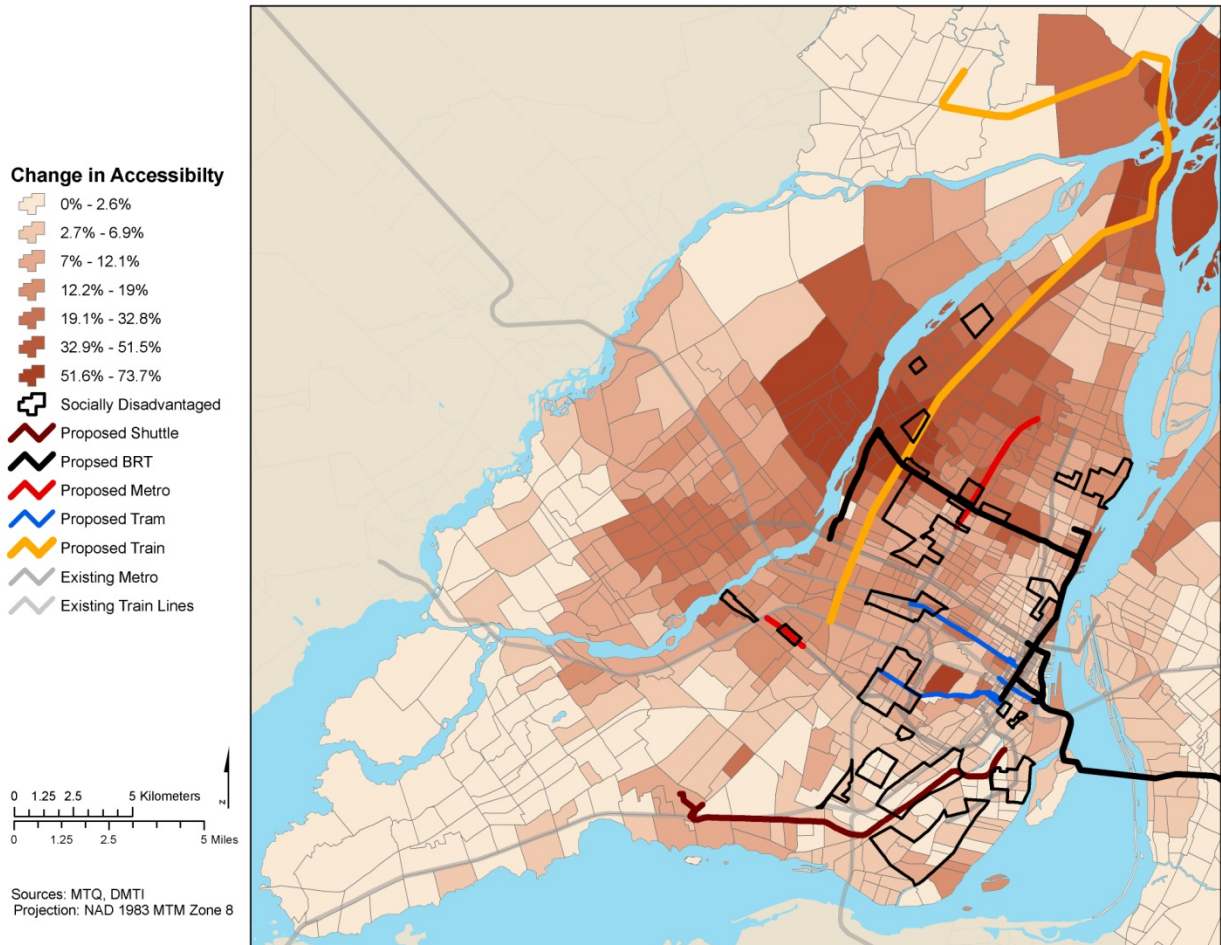 Change in Accessibilty
0% - 2.6%
2.7% - 6.9%
7% - 12.1%
12.2% - 19%
19.1% - 32.8%
32.9% - 51.5%
51.6% - 73.7%
Socially Disadvantaged
Proposed Shuttle
Propsed BRT
Proposed Metro
Proposed Tram
Proposed Train
Existing Metro
Existing Train Lines
N
0 1.25 2.5 5 Kilometers
0 1.25 2.5 5 Miles
Sources: MTQ, DMTI
Projection: NAD 1983 MTM Zone 8